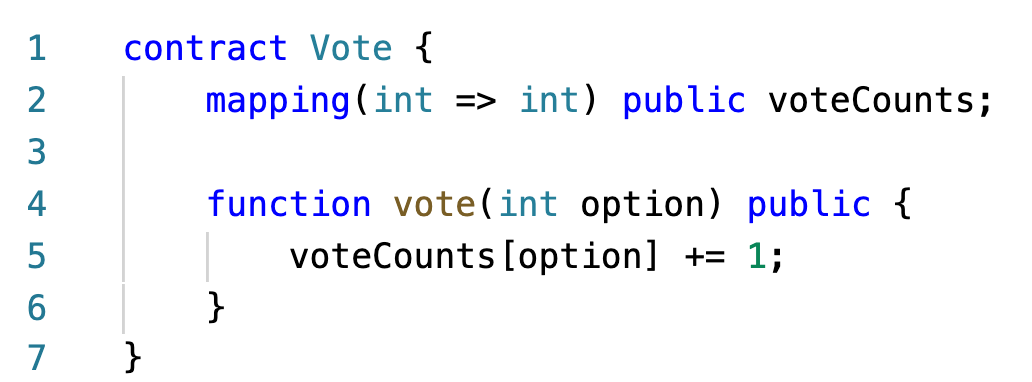 1 contract Vote {
2 mapping(int => int) public voteCounts;
3
4 function vote(int option) public {
5 voteCounts[option] += 1;
6 }
7 }